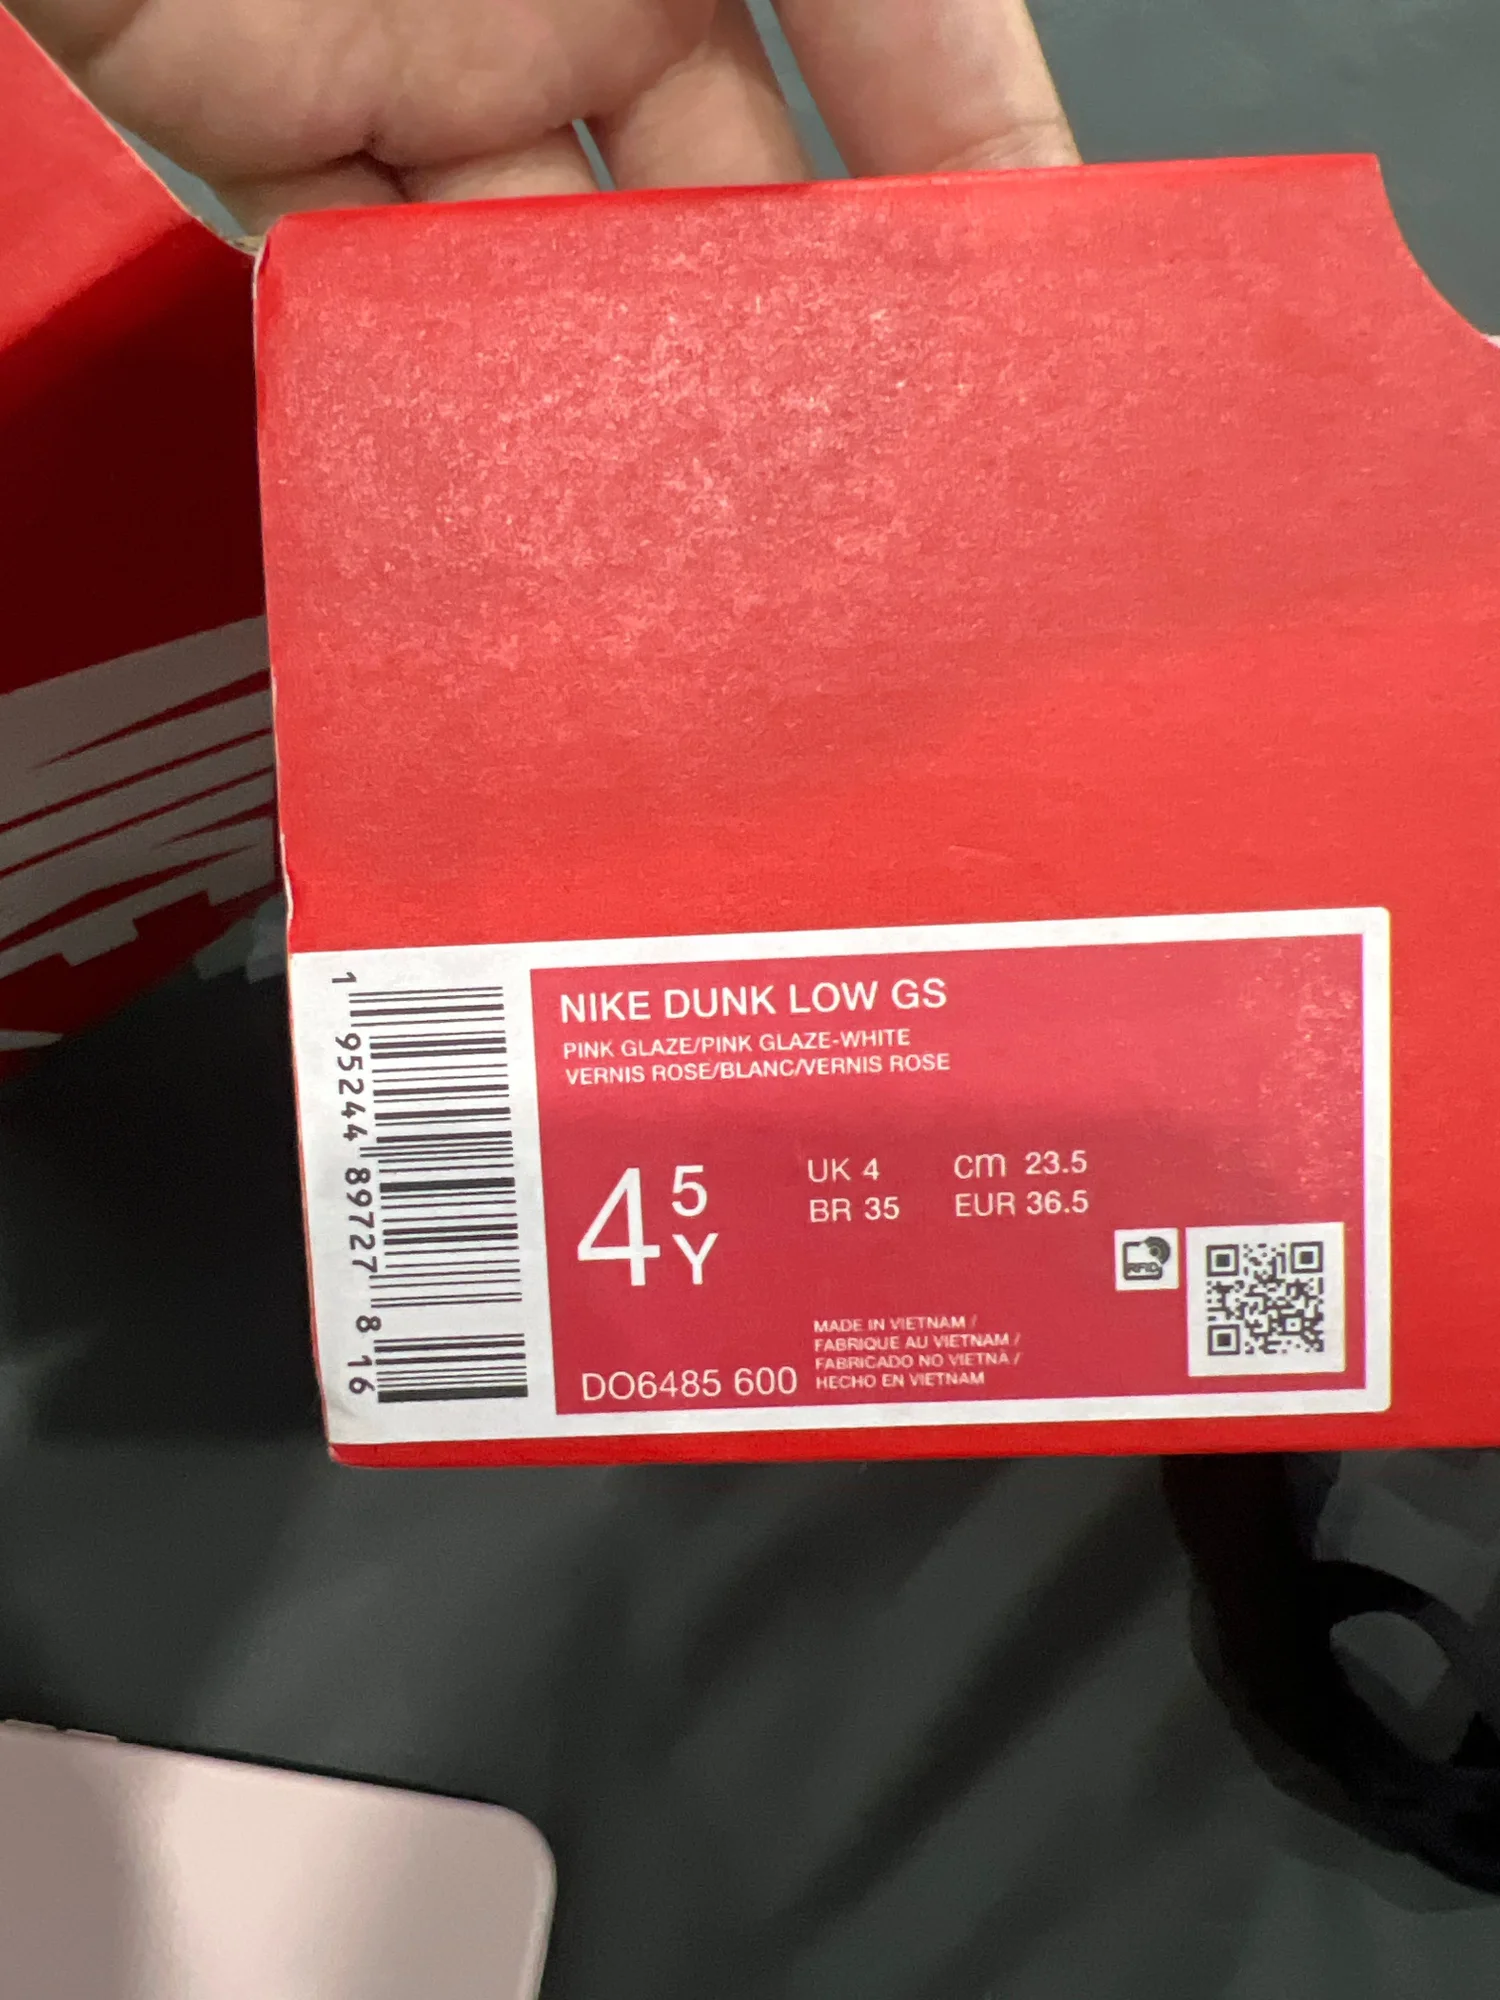 NIKE DUNK LOW GS
PINK GLAZE/PINK GLAZE-WHITE
VERNIS ROSE/BLANC/VERNIS ROSE
4 5 Y
UK 4 cm 23.5
BR 35 EUR 36.5
RFID
MADE IN VIETNAM /
FABRIQUE AU VIETNAM /
FABRICADO NO VIETNÃ /
HECHO EN VIETNAM
DO6485 600
1 95244 89727 8 16